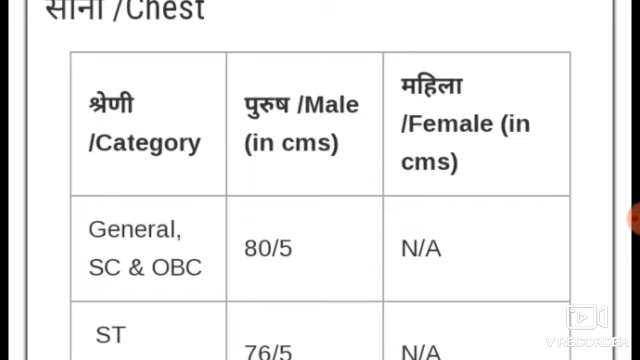 सीना /Chest
श्रेणी
/Category
पुरुष /Male
(in cms)
महिला
/Female (in
cms)
General,
SC & OBC
80/5
N/A
ST
76/5
N/A
V RECORDER